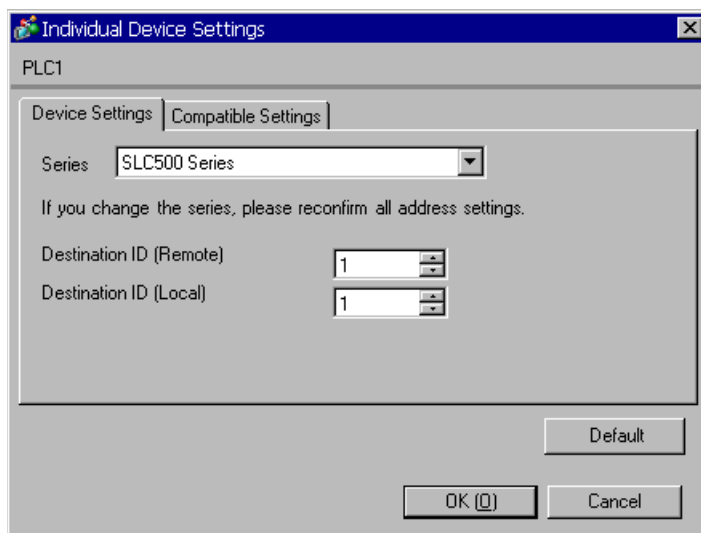 Individual Device Settings
PLC1
Device Settings Compatible Settings
Series SLC500 Series
If you change the series, please reconfirm all address settings.
Destination ID (Remote) 1
Destination ID (Local) 1
Default
OK (O) Cancel